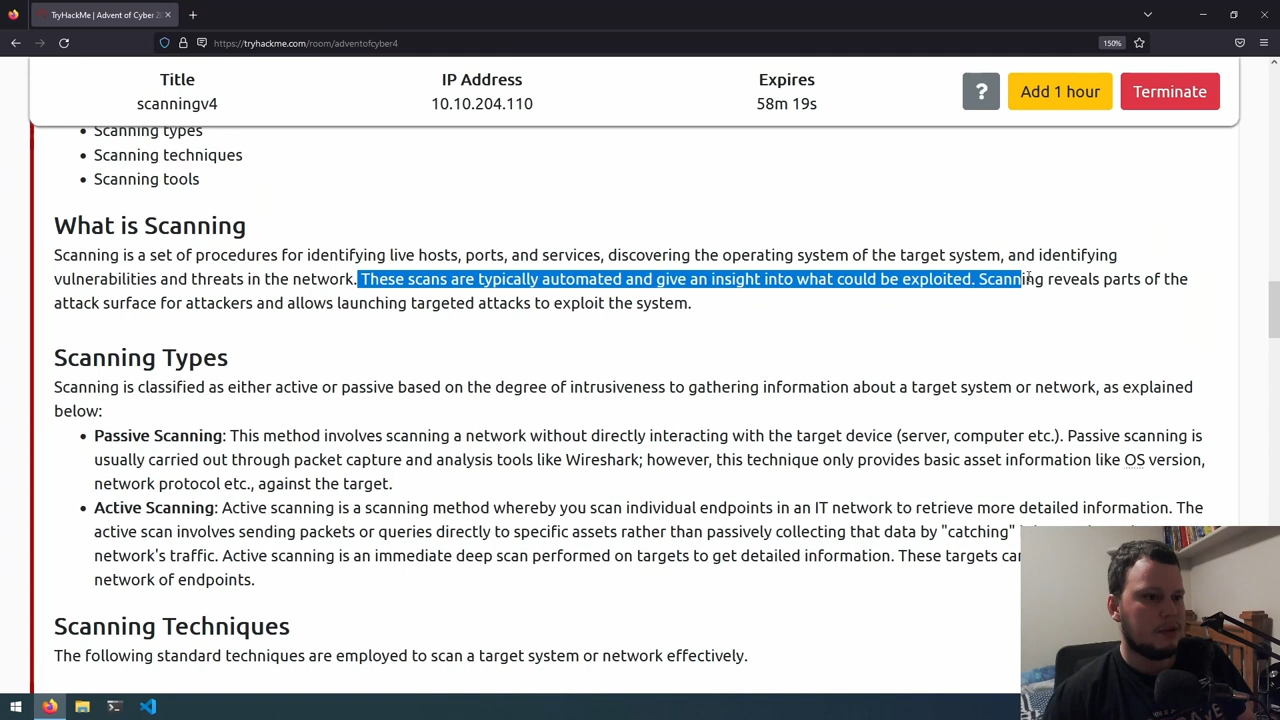 TryHackMe | Advent of Cyber 20
https://tryhackme.com/room/adventofcyber4
150%
Title
IP Address
Expires
scanningv4
10.10.204.110
58m 19s
?
Add 1 hour
Terminate
Scanning types
Scanning techniques
Scanning tools
What is Scanning
Scanning is a set of procedures for identifying live hosts, ports, and services, discovering the operating system of the target system, and identifying
vulnerabilities and threats in the network. These scans are typically automated and give an insight into what could be exploited. Scanning reveals parts of the
attack surface for attackers and allows launching targeted attacks to exploit the system.
Scanning Types
Scanning is classified as either active or passive based on the degree of intrusiveness to gathering information about a target system or network, as explained
below:
Passive Scanning: This method involves scanning a network without directly interacting with the target device (server, computer etc.). Passive scanning is
usually carried out through packet capture and analysis tools like Wireshark; however, this technique only provides basic asset information like OS version,
network protocol etc., against the target.
Active Scanning: Active scanning is a scanning method whereby you scan individual endpoints in an IT network to retrieve more detailed information. The
active scan involves sending packets or queries directly to specific assets rather than passively collecting that data by "catching"
network's traffic. Active scanning is an immediate deep scan performed on targets to get detailed information. These targets
network of endpoints.
Scanning Techniques
The following standard techniques are employed to scan a target system or network effectively.